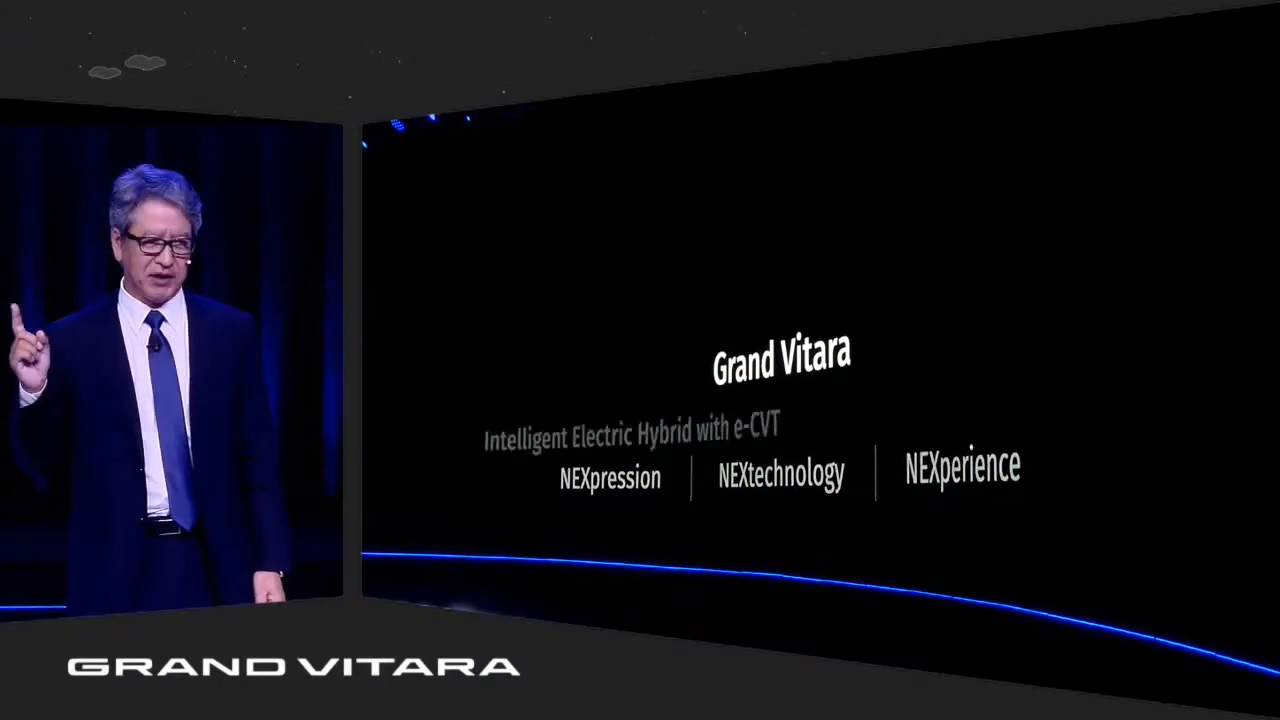 Grand Vitara
Intelligent Electric Hybrid with e-CVT
NEXpression | NEXtechnology | NEXperience
GRAND VITARA